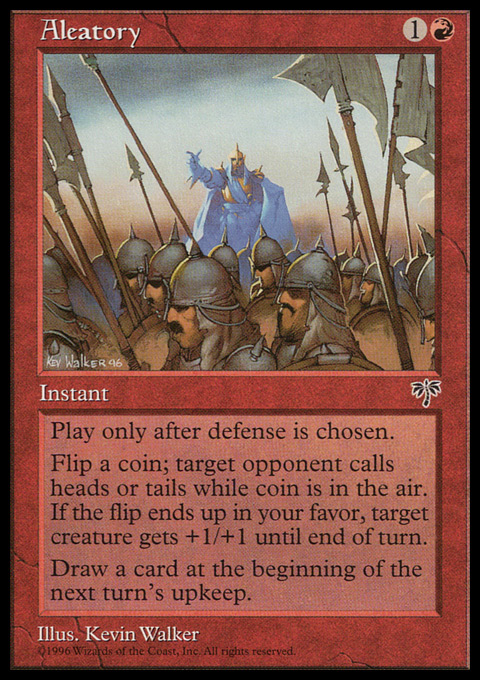 Aleatory 1
KEV WALKER 96
Instant
Play only after defense is chosen.
Flip a coin; target opponent calls
heads or tails while coin is in the air.
If the flip ends up in your favor, target
creature gets +1/+1 until end of turn.
Draw a card at the beginning of the
next turn's upkeep.
Illus. Kevin Walker
©1996 Wizards of the Coast, Inc. All rights reserved.